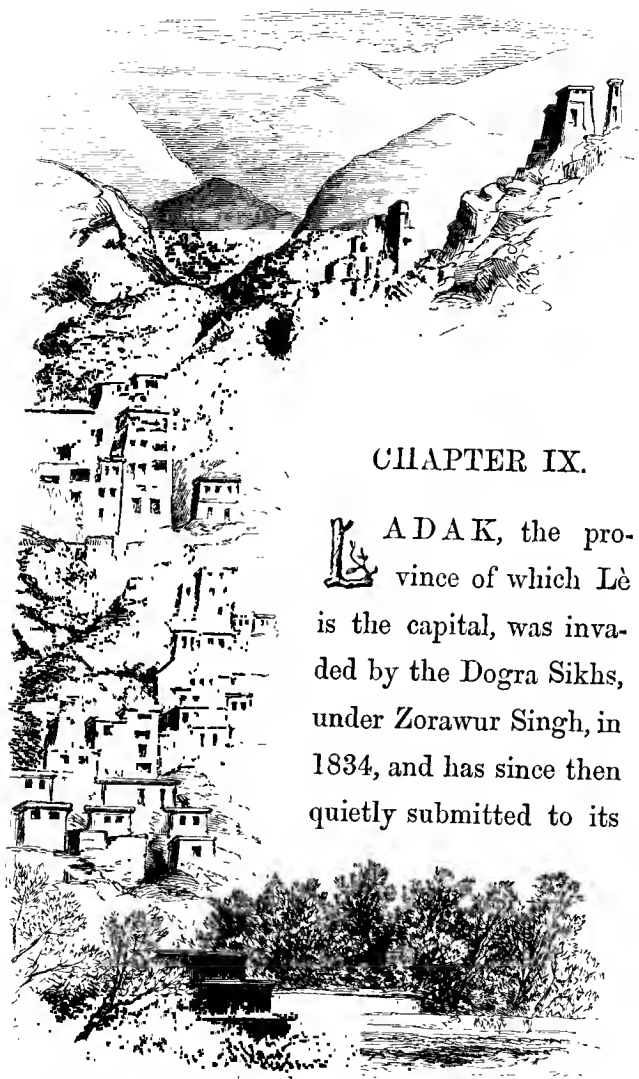 CHAPTER IX.
LADAK, the pro-
vince of which Lè
is the capital, was inva-
ded by the Dogra Sikhs,
under Zorawur Singh, in
1834, and has since then
quietly submitted to its